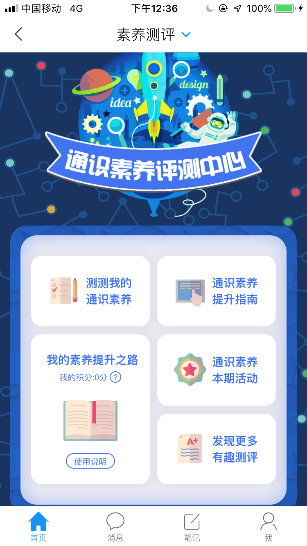 中国移动 4G 下午12:36 100%
素养测评
idea
design
通识素养评测中心
测测我的
通识素养
通识素养
提升指南
我的素养提升之路
我的积分:0分 ?
使用说明
通识素养
本期活动
A+
发现更多
有趣测评
首页 消息 笔记 我